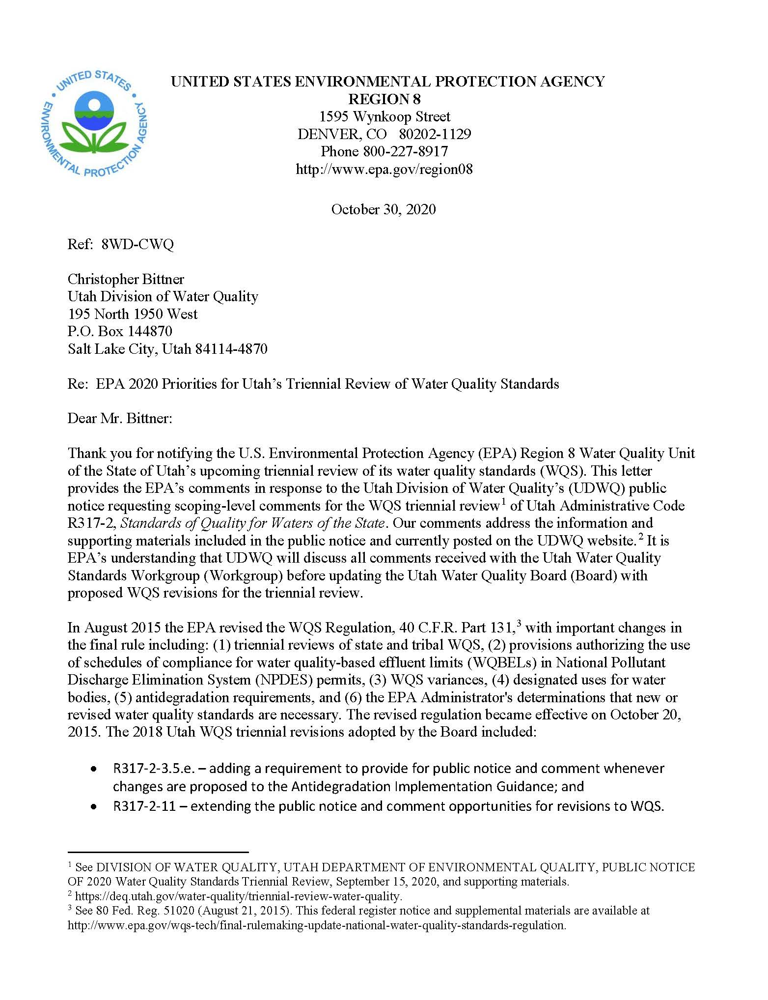 UNITED STATES ENVIRONMENTAL PROTECTION AGENCY
UNITED STATES ENVIRONMENTAL PROTECTION AGENCY
REGION 8
1595 Wynkoop Street
DENVER, CO 80202-1129
Phone 800-227-8917
http://www.epa.gov/region08
October 30, 2020
Ref: 8WD-CWQ
Christopher Bittner
Utah Division of Water Quality
195 North 1950 West
P.O. Box 144870
Salt Lake City, Utah 84114-4870
Re: EPA 2020 Priorities for Utah’s Triennial Review of Water Quality Standards
Dear Mr. Bittner:
Thank you for notifying the U.S. Environmental Protection Agency (EPA) Region 8 Water Quality Unit
of the State of Utah’s upcoming triennial review of its water quality standards (WQS). This letter
provides the EPA’s comments in response to the Utah Division of Water Quality’s (UDWQ) public
notice requesting scoping-level comments for the WQS triennial review¹ of Utah Administrative Code
R317-2, Standards of Quality for Waters of the State. Our comments address the information and
supporting materials included in the public notice and currently posted on the UDWQ website.² It is
EPA’s understanding that UDWQ will discuss all comments received with the Utah Water Quality
Standards Workgroup (Workgroup) before updating the Utah Water Quality Board (Board) with
proposed WQS revisions for the triennial review.
In August 2015 the EPA revised the WQS Regulation, 40 C.F.R. Part 131,³ with important changes in
the final rule including: (1) triennial reviews of state and tribal WQS, (2) provisions authorizing the use
of schedules of compliance for water quality-based effluent limits (WQBELs) in National Pollutant
Discharge Elimination System (NPDES) permits, (3) WQS variances, (4) designated uses for water
bodies, (5) antidegradation requirements, and (6) the EPA Administrator's determinations that new or
revised water quality standards are necessary. The revised regulation became effective on October 20,
2015. The 2018 Utah WQS triennial revisions adopted by the Board included:
• R317-2-3.5.e. – adding a requirement to provide for public notice and comment whenever
changes are proposed to the Antidegradation Implementation Guidance; and
• R317-2-11 – extending the public notice and comment opportunities for revisions to WQS.
¹ See DIVISION OF WATER QUALITY, UTAH DEPARTMENT OF ENVIRONMENTAL QUALITY, PUBLIC NOTICE
OF 2020 Water Quality Standards Triennial Review, September 15, 2020, and supporting materials.
² https://deq.utah.gov/water-quality/triennial-review-water-quality.
³ See 80 Fed. Reg. 51020 (August 21, 2015). This federal register notice and supplemental materials are available at
http://www.epa.gov/wqs-tech/final-rulemaking-update-national-water-quality-standards-regulation.